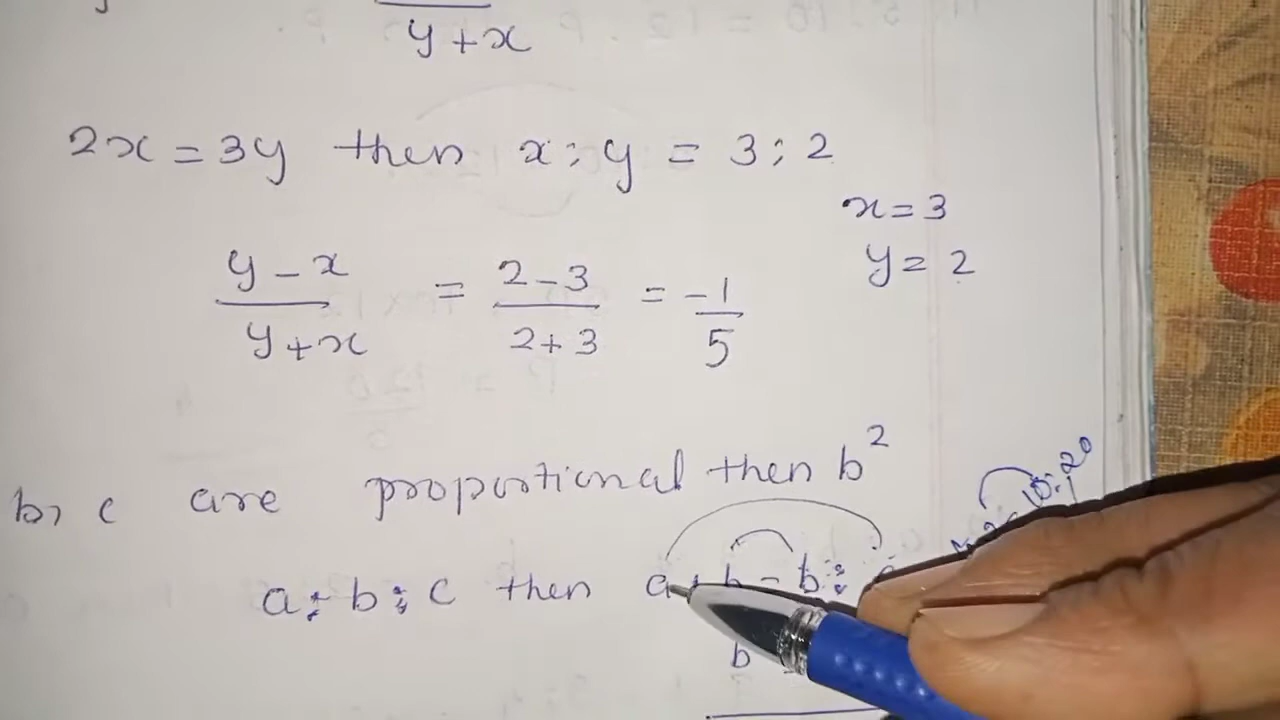 y + x
2x = 3y then x : y = 3 : 2
x = 3
y = 2
y - x / y + x = 2 - 3 / 2 + 3 = -1 / 5
b, c are proportional then b²
a : b : c then a : b = b :
b